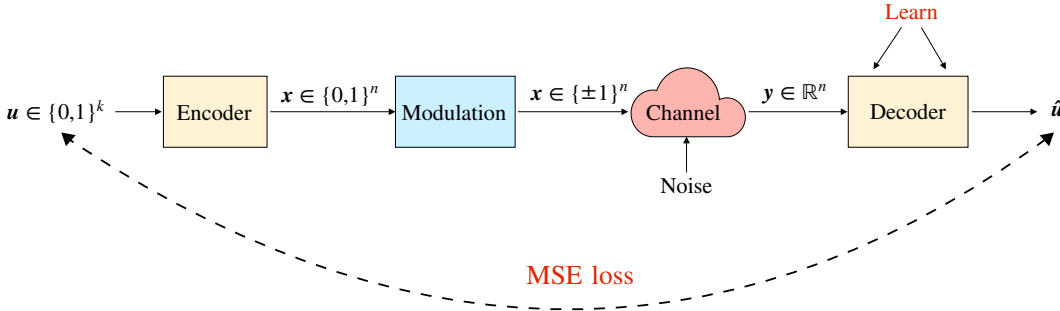 Learn
u ∈ {0,1}^k
Encoder
x ∈ {0,1}^n
Modulation
x ∈ {±1}^n
Channel
y ∈ ℝ^n
Decoder
û
Noise
MSE loss